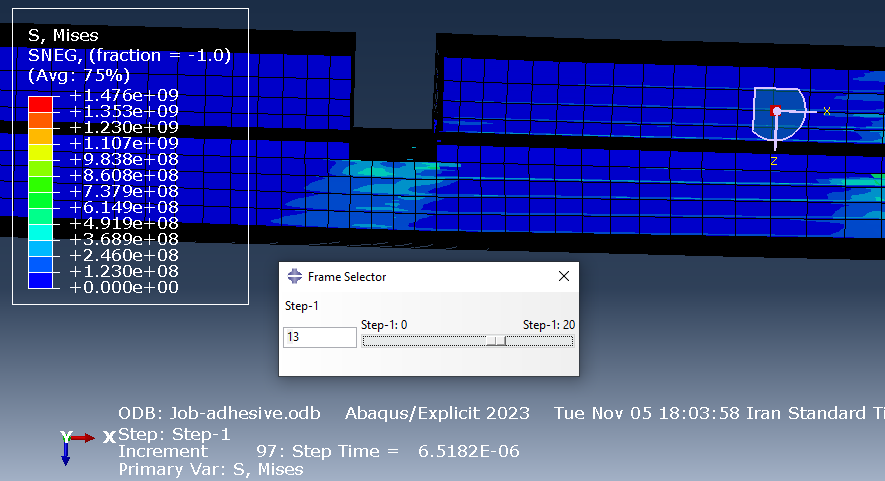 S, Mises
SNEG, (fraction = -1.0)
(Avg: 75%)
+1.476e+09
+1.353e+09
+1.230e+09
+1.107e+09
+9.838e+08
+8.608e+08
+7.379e+08
+6.149e+08
+4.919e+08
+3.689e+08
+2.460e+08
+1.230e+08
+0.000e+00
X
Z
Frame Selector
Step-1
Step-1: 0 Step-1: 20
13
ODB: Job-adhesive.odb Abaqus/Explicit 2023 Tue Nov 05 18:03:58 Iran Standard Ti
Y X Step: Step-1
Increment 97: Step Time = 6.5182E-06
Primary Var: S, Mises